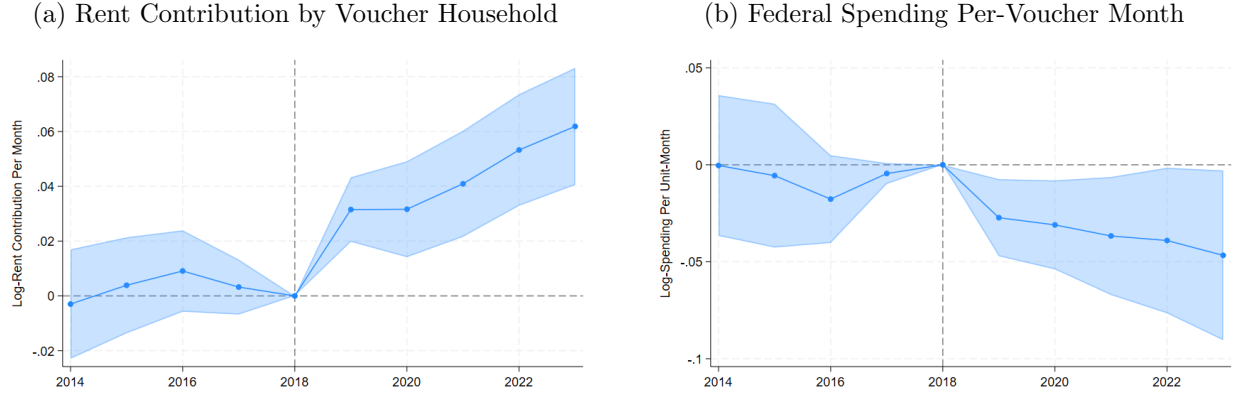 (a) Rent Contribution by Voucher Household
Log-Rent Contribution Per Month
.08
.06
.04
.02
0
-.02
2014 2016 2018 2020 2022
(b) Federal Spending Per-Voucher Month
Log-Spending Per Unit-Month
.05
0
-.05
-.1
2014 2016 2018 2020 2022